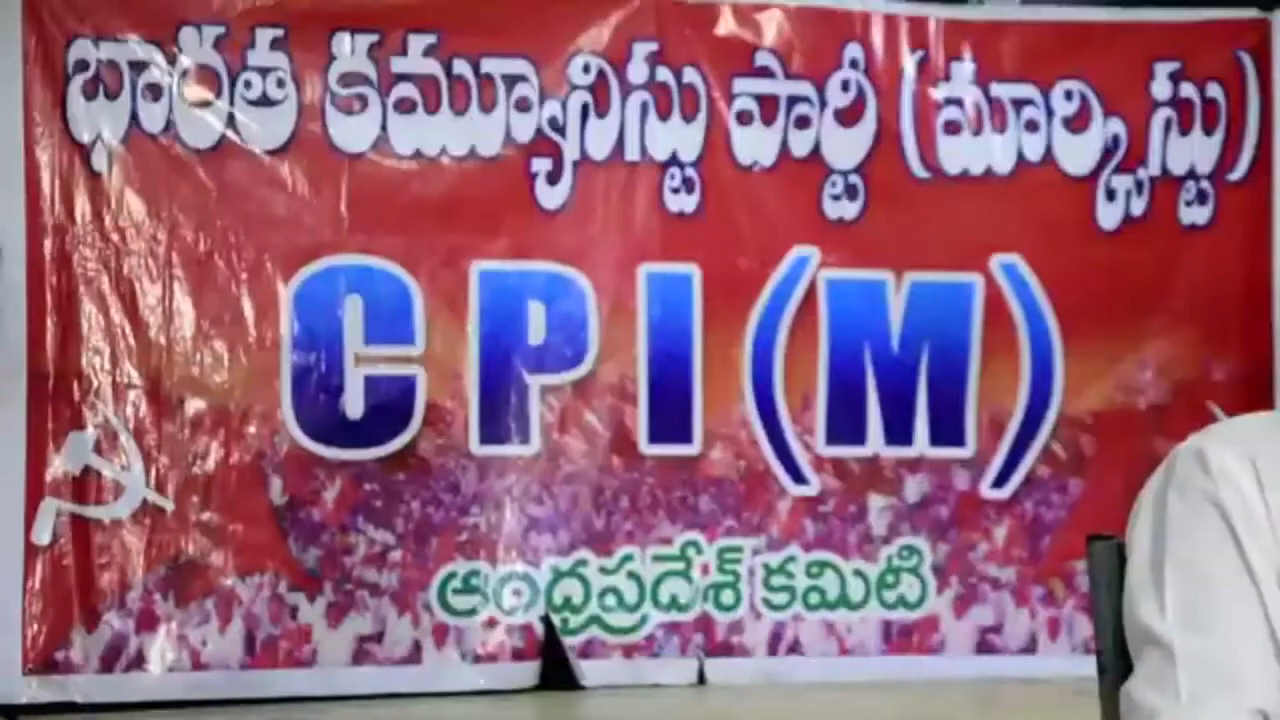 భారత కమ్యూనిస్టు పార్టీ (మార్క్సిస్టు)
CPI(M)
ఆంధ్రప్రదేశ్ కమిటి